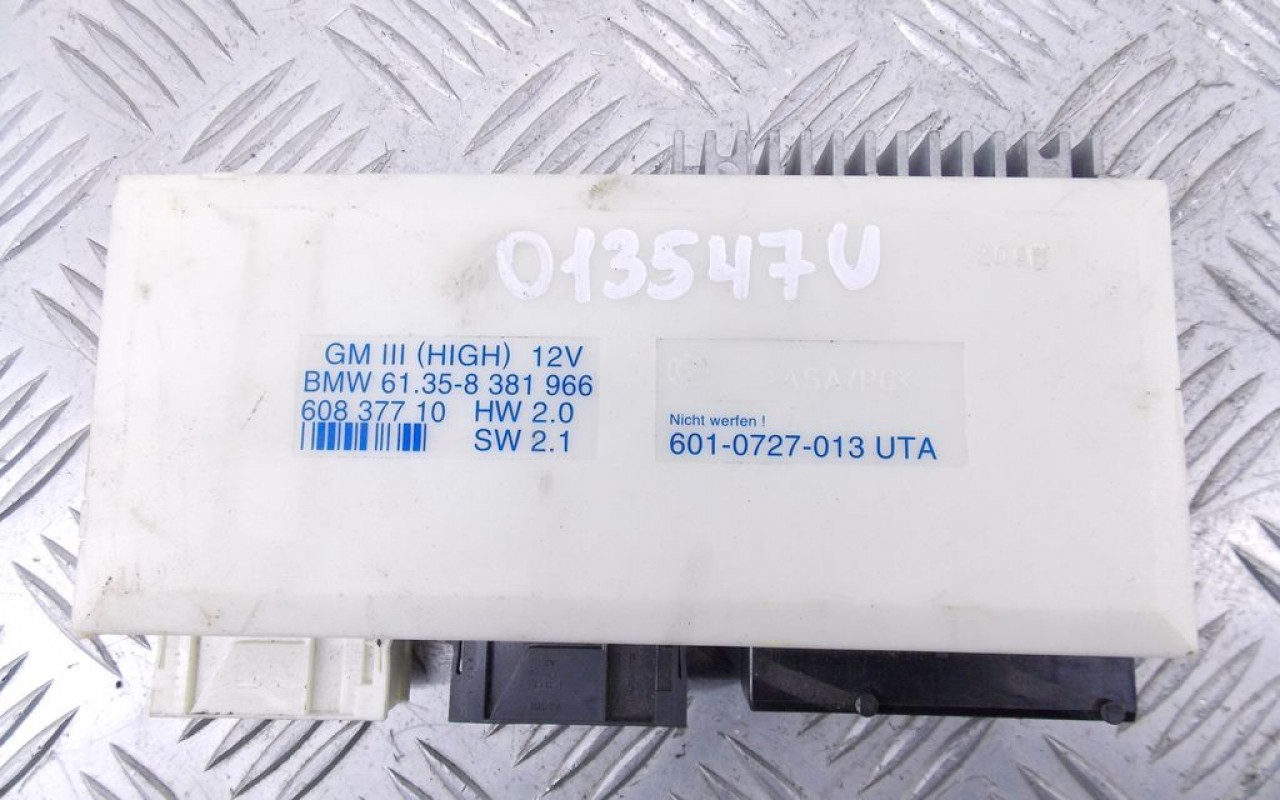 013547U
GM III (HIGH) 12V
BMW 61.35-8 381 966
608 377 10 HW 2.0
SW 2.1
Nicht werfen !
601-0727-013 UTA